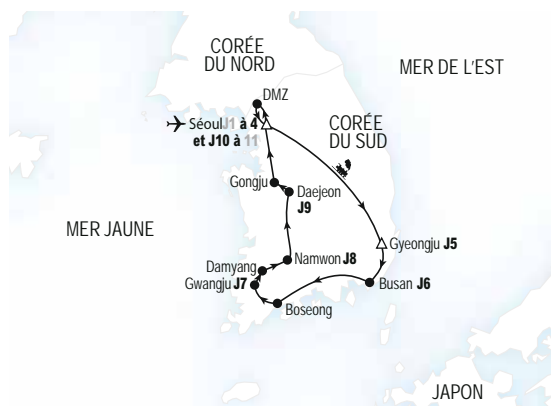 CORÉE
DU NORD
MER DE L'EST
DMZ
Séoul J1 à 4
et J10 à 11
CORÉE
DU SUD
Gongju
Daejeon
J9
MER JAUNE
Gyeongju J5
Damyang
Namwon J8
Gwangju J7
Busan J6
Boseong
JAPON